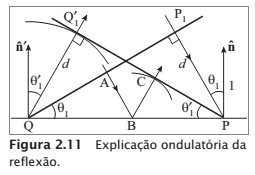 Q′₁
P₁
n̂′
d
n̂
d
θ′₁
A
C
θ₁
1
θ₁
θ′₁
Q
B
P
Figura 2.11 Explicação ondulatória da
reflexão.